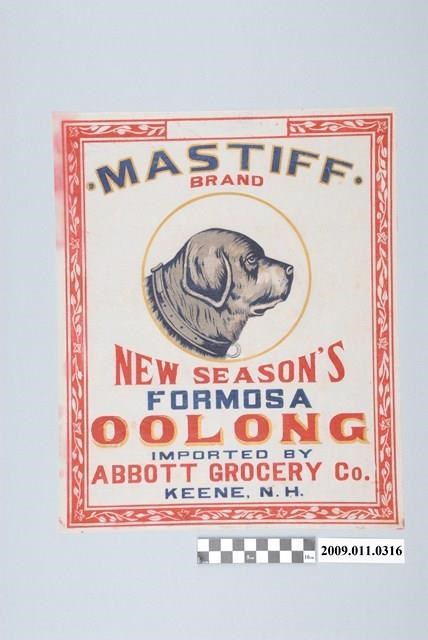 MASTIFF
BRAND
NEW SEASON'S
FORMOSA
OOLONG
IMPORTED BY
ABBOTT GROCERY Co.
KEENE, N.H.
2009.011.0316